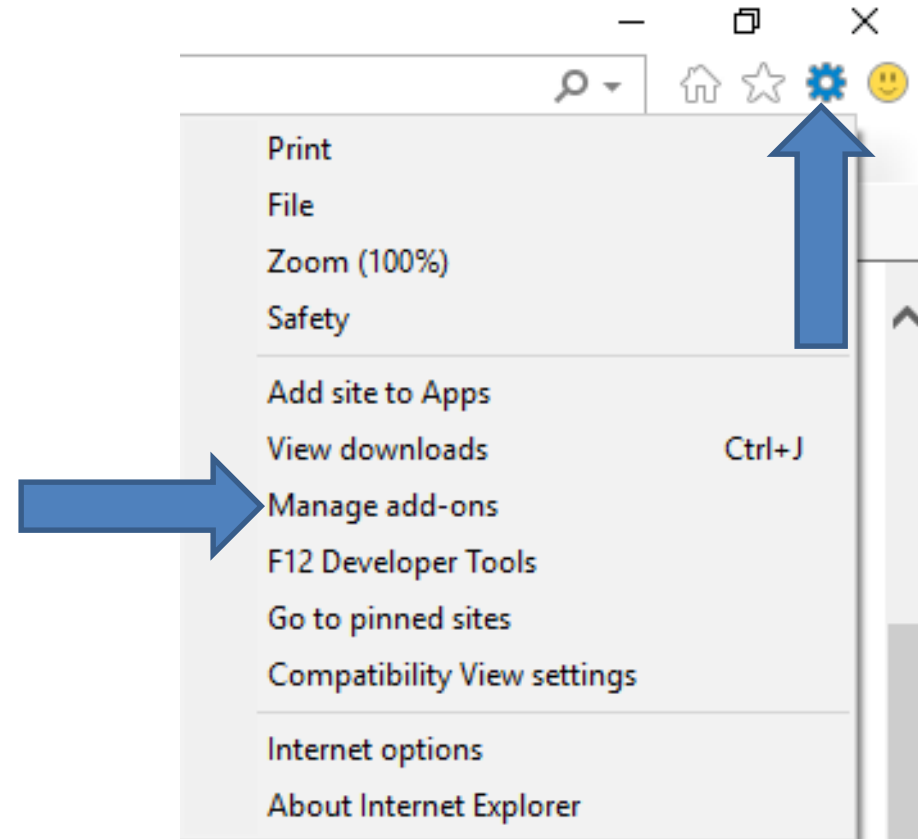 Print
File
Zoom (100%)
Safety
Add site to Apps
View downloads Ctrl+J
Manage add-ons
F12 Developer Tools
Go to pinned sites
Compatibility View settings
Internet options
About Internet Explorer